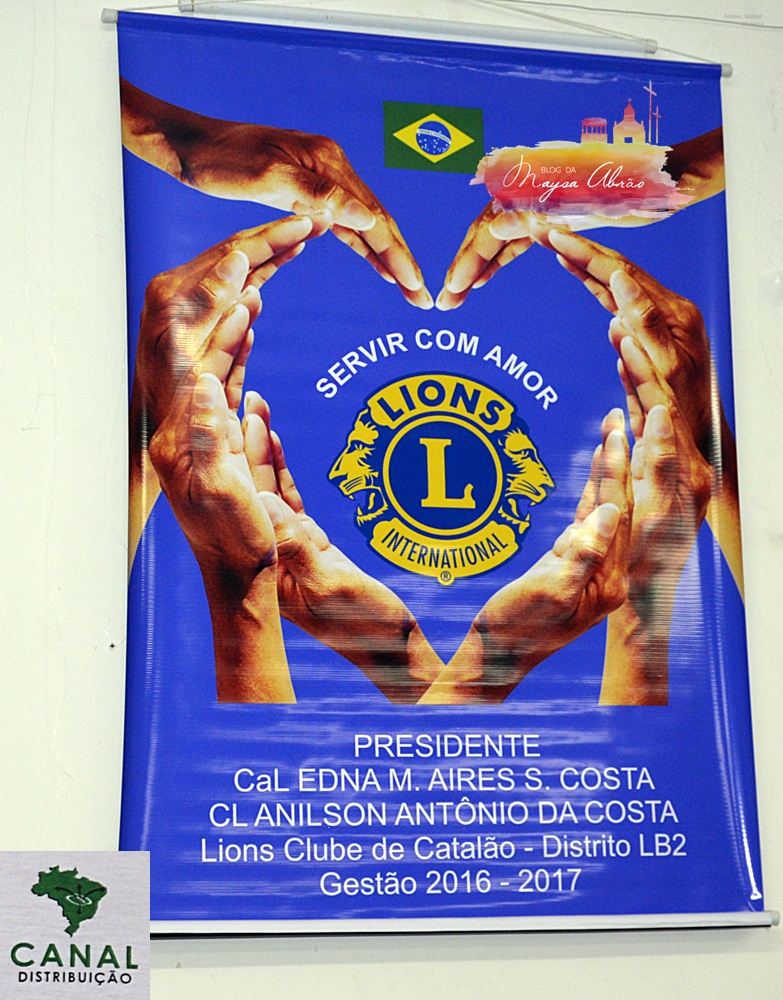 BLOG DA
Maysa Abrão
SERVIR COM AMOR
LIONS
L
INTERNATIONAL
®
PRESIDENTE
CaL EDNA M. AIRES S. COSTA
CL ANILSON ANTÔNIO DA COSTA
Lions Clube de Catalão - Distrito LB2
Gestão 2016 - 2017
CANAL
DISTRIBUIÇÃO